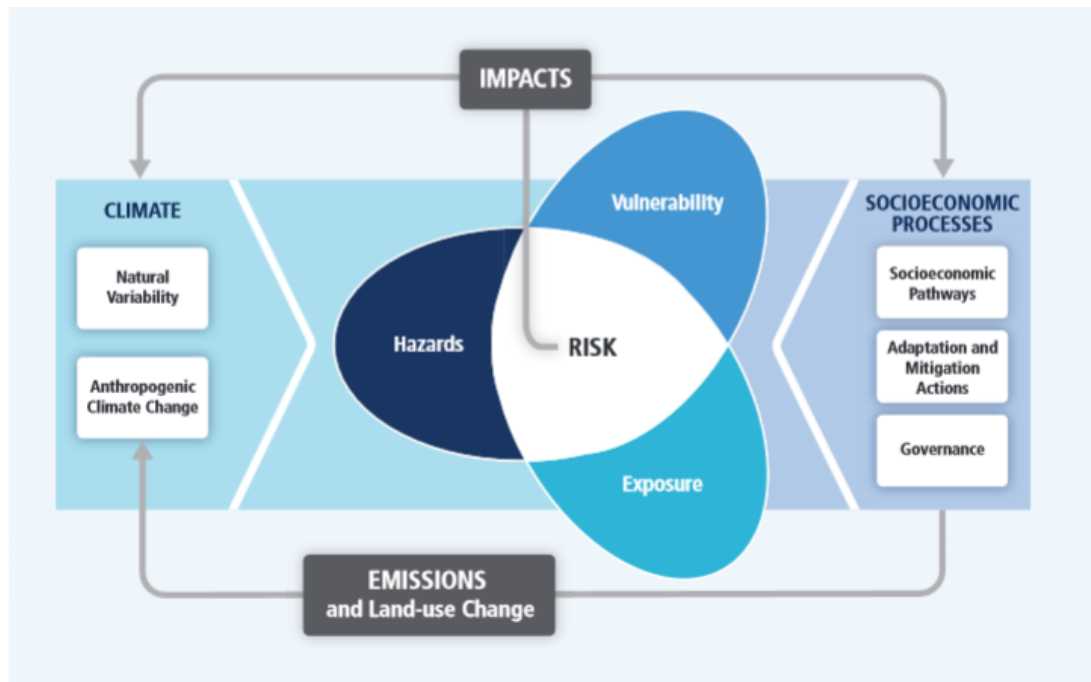 IMPACTS
CLIMATE
Natural
Variability
Anthropogenic
Climate Change
Vulnerability
Hazards
RISK
Exposure
SOCIOECONOMIC
PROCESSES
Socioeconomic
Pathways
Adaptation and
Mitigation
Actions
Governance
EMISSIONS
and Land-use Change